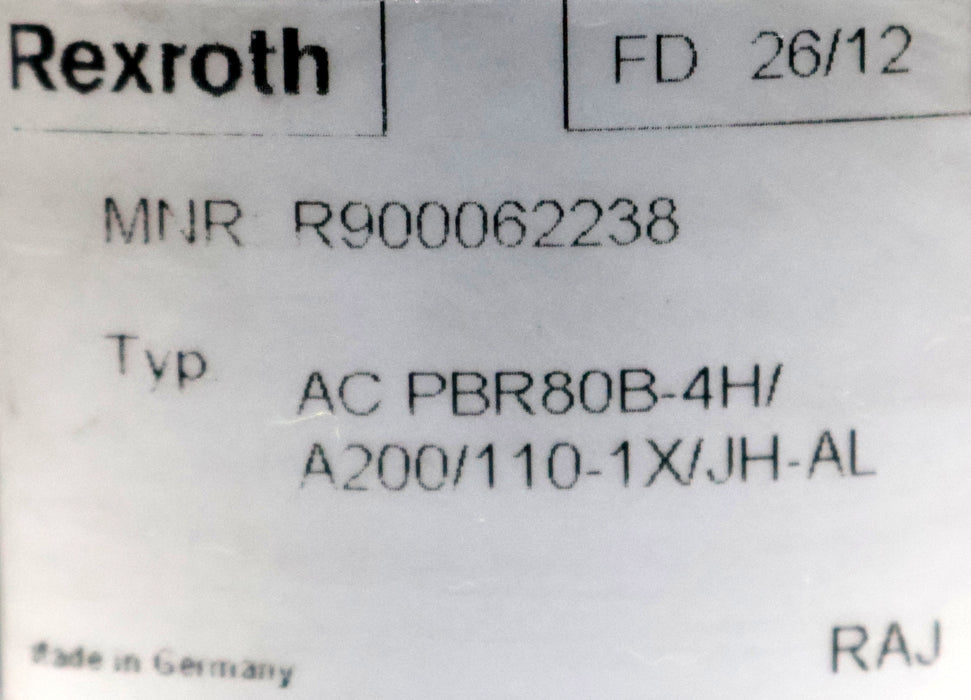 Rexroth
FD 26/12
MNR R900062238
Typ
AC PBR80B-4H/
A200/110-1X/JH-AL
Made in Germany
RAJ